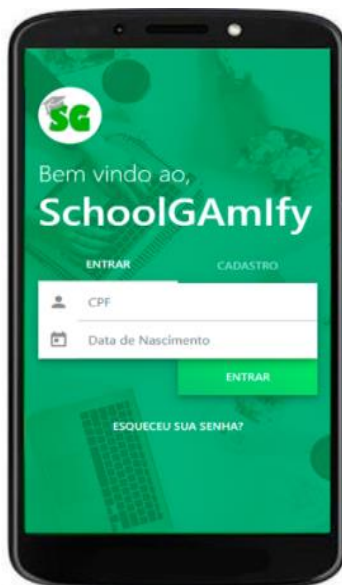 SG
Bem vindo ao,
SchoolGAmIfy
ENTRAR CADASTRO
CPF
Data de Nascimento
ENTRAR
ESQUECEU SUA SENHA?